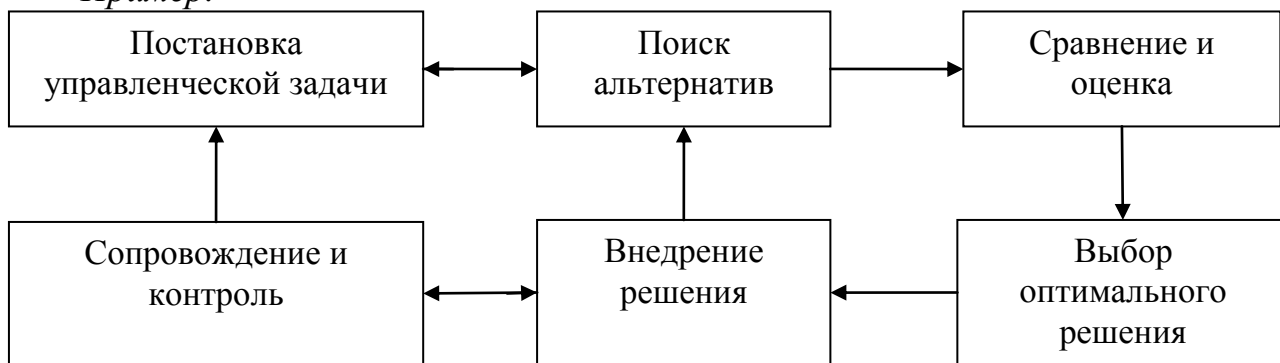 Пример:
Постановка
управленческой задачи
Поиск
альтернатив
Сравнение и
оценка
Сопровождение и
контроль
Внедрение
решения
Выбор
оптимального
решения